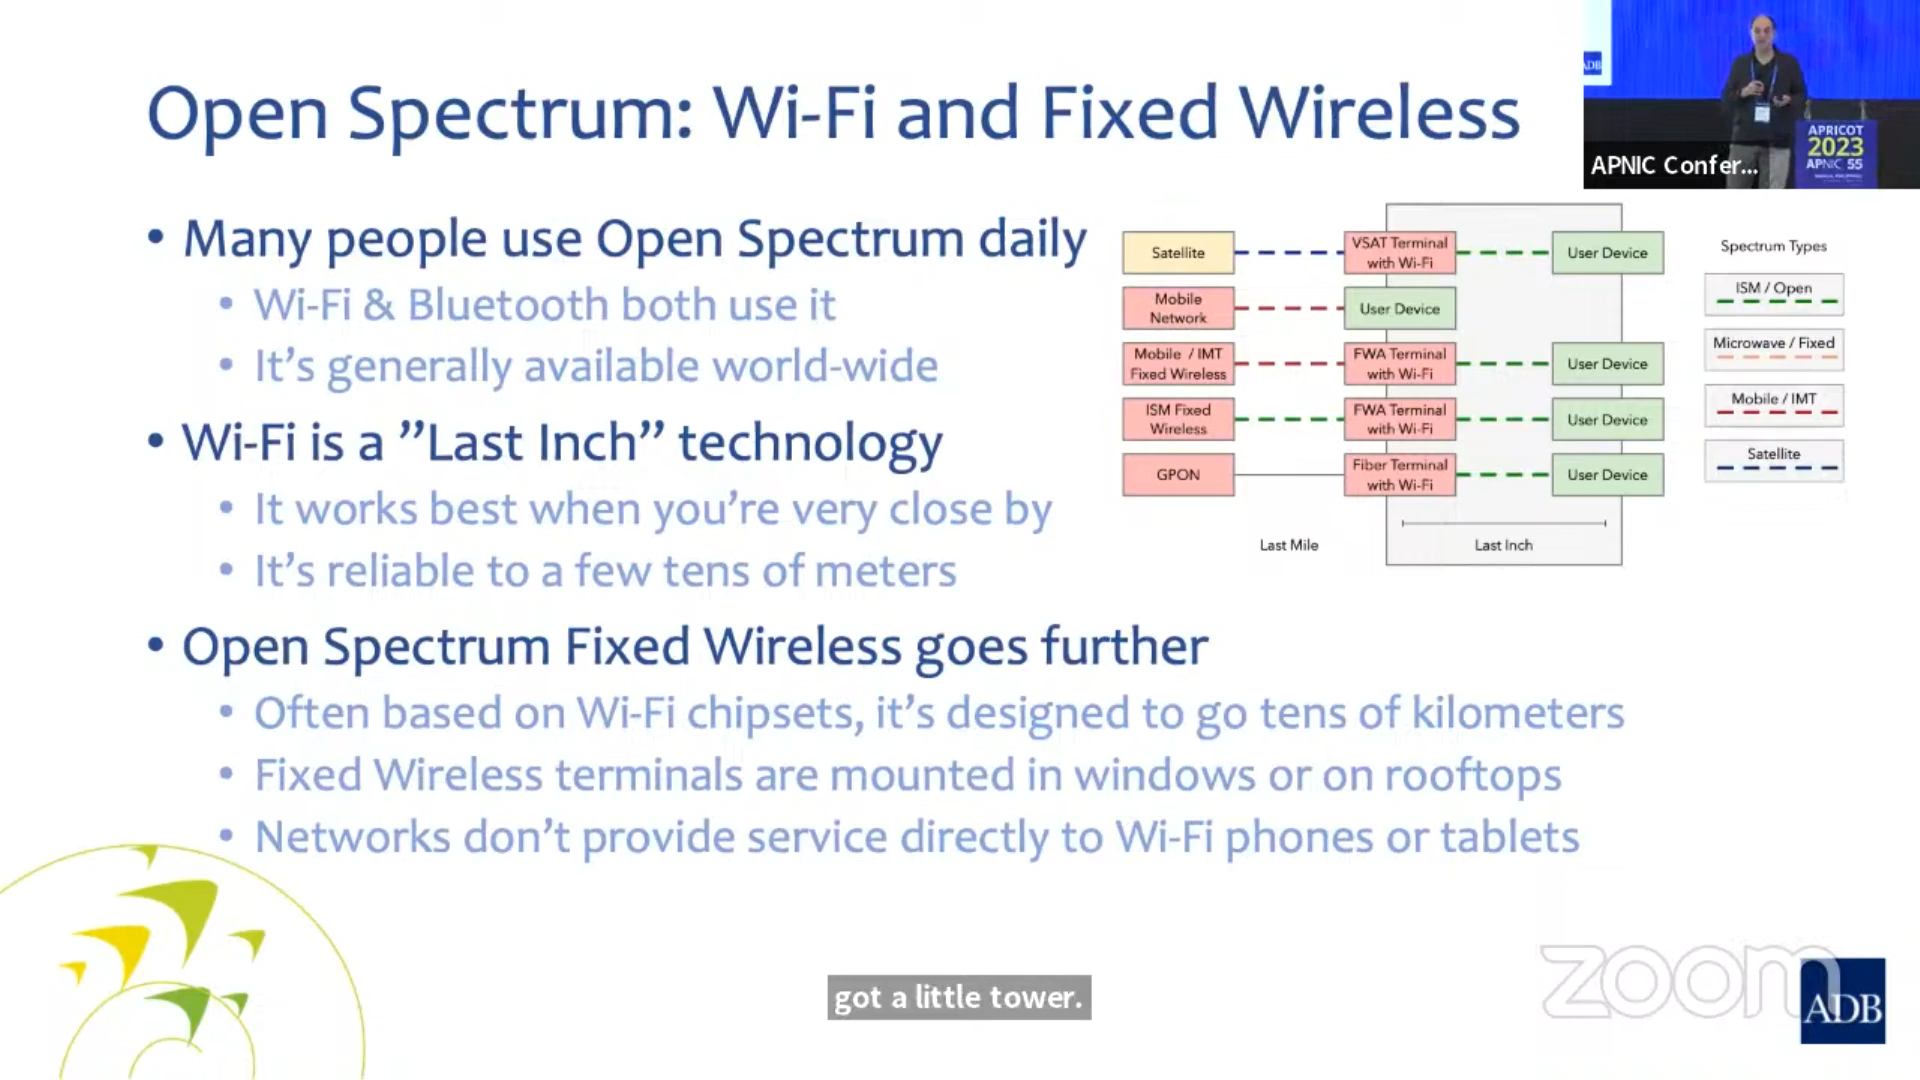 Open Spectrum: Wi-Fi and Fixed Wireless
• Many people use Open Spectrum daily
• Wi-Fi & Bluetooth both use it
• It's generally available world-wide
• Wi-Fi is a ”Last Inch” technology
• It works best when you're very close by
• It's reliable to a few tens of meters
• Open Spectrum Fixed Wireless goes further
• Often based on Wi-Fi chipsets, it's designed to go tens of kilometers
• Fixed Wireless terminals are mounted in windows or on rooftops
• Networks don't provide service directly to Wi-Fi phones or tablets
Satellite
VSAT Terminal
with Wi-Fi
User Device
Mobile
Network
User Device
Mobile / IMT
Fixed Wireless
FWA Terminal
with Wi-Fi
User Device
ISM Fixed
Wireless
FWA Terminal
with Wi-Fi
User Device
GPON
Fiber Terminal
with Wi-Fi
User Device
Last Mile
Last Inch
Spectrum Types
ISM / Open
Microwave / Fixed
Mobile / IMT
Satellite
ADB
APRICOT
2023
APNIC 55
APNIC Confer...
got a little tower.
zoom
ADB